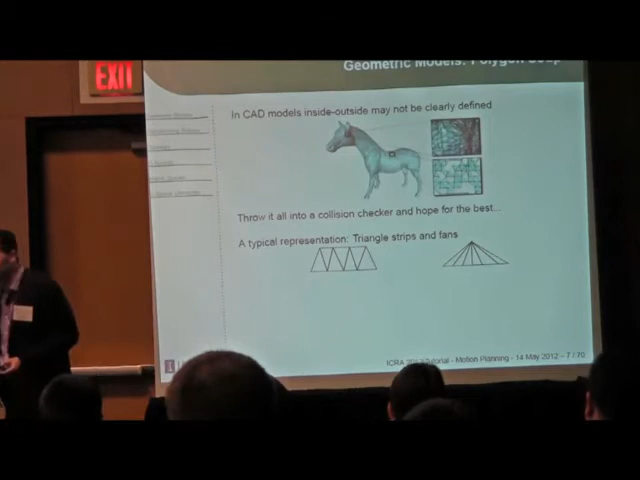 EXIT
Geometric Models: Polygon Soup
In CAD models inside-outside may not be clearly defined
Throw it all into a collision checker and hope for the best...
A typical representation: Triangle strips and fans
ICRA 2012 Tutorial - Motion Planning - 14 May 2012 - 7 / 70